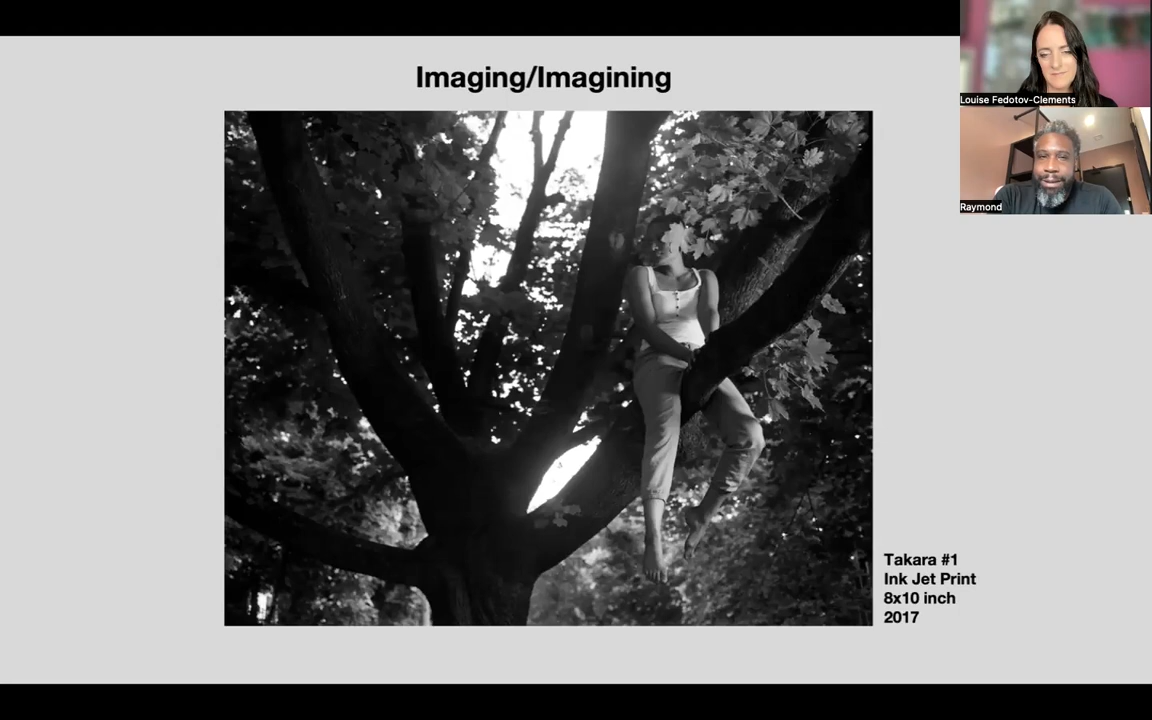 Imaging/Imagining
Louise Fedotov-Clements
Raymond
Takara #1
Ink Jet Print
8x10 inch
2017